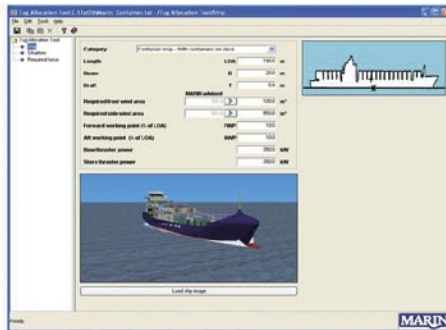 Tug Allocation Tool
File Edit Tools Help
Tug Allocation Tool
Ship
Situation
Required force
Category Container ship - With containers on deck
Length LOA m
Beam B m
Draft T m
MARIN advised
Required front wind area m²
Required side wind area m²
Forward working point (% of LOA) FWP
Aft working point (% of LOA) AWP
Bow thruster power kW
Stern thruster power kW
Load ship image
Ready
MARIN